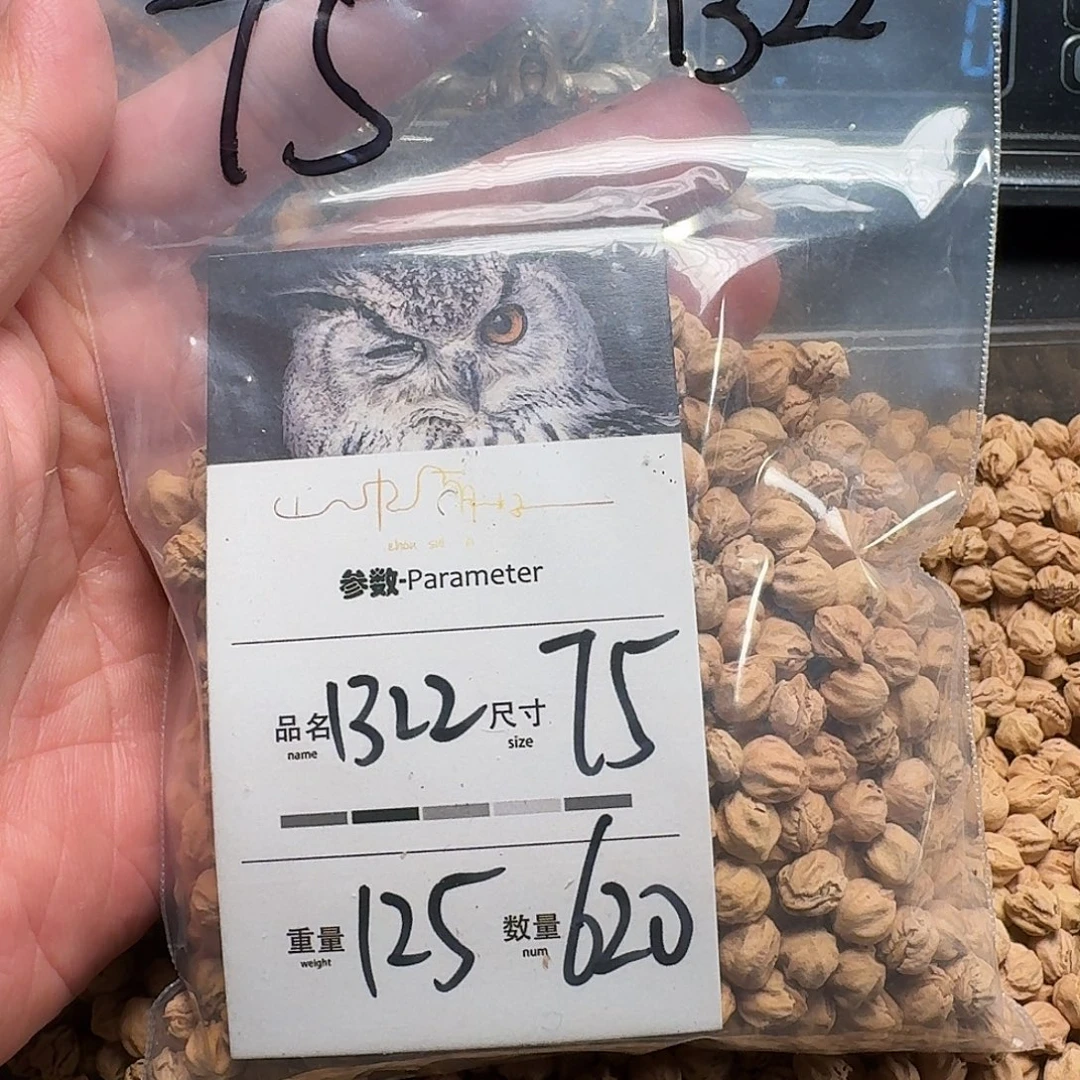 75 1322
参数-Parameter
品名 1322 尺寸 75
name size
重量 125 数量 620
weight num